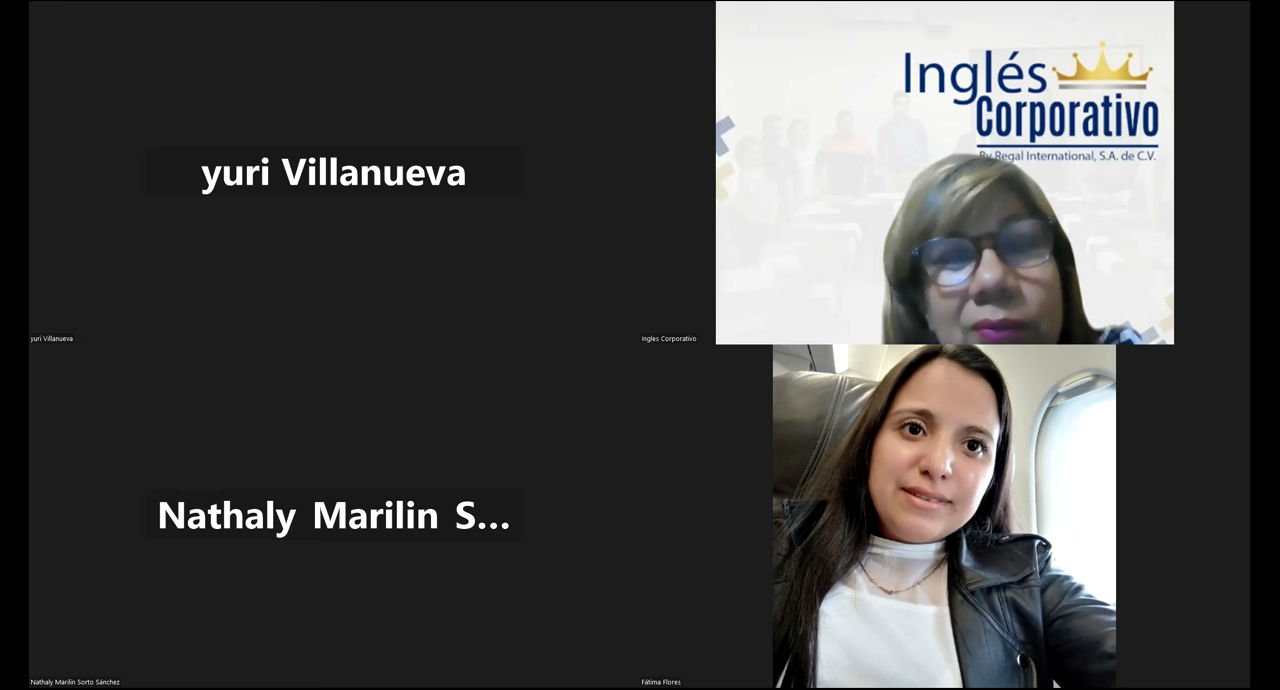 yuri Villanueva
yuri Villanueva
Inglés
Corporativo
By Regal International, S.A. de C.V.
Ingles Corporativo
Nathaly Marilin S...
Nathaly Marilin Sorto Sánchez
Fátima Flores